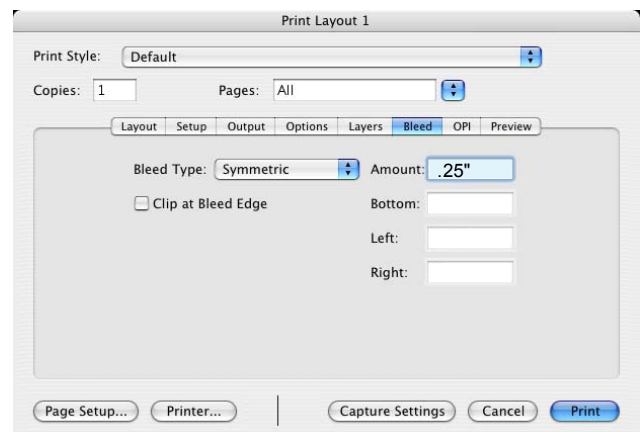 Print Layout 1
Print Style: Default
Copies: 1 Pages: All
Layout Setup Output Options Layers Bleed OPI Preview
Bleed Type: Symmetric Amount: .25"
Clip at Bleed Edge Bottom:
Left:
Right:
Page Setup... Printer... Capture Settings Cancel Print